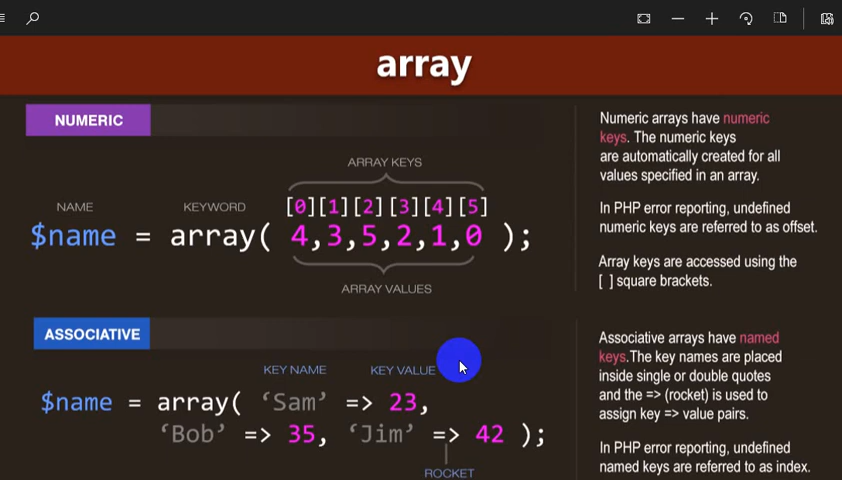 array
NUMERIC
ARRAY KEYS
NAME KEYWORD [0][1][2][3][4][5]
$name = array( 4,3,5,2,1,0 );
ARRAY VALUES
Numeric arrays have numeric
keys. The numeric keys
are automatically created for all
values specified in an array.
In PHP error reporting, undefined
numeric keys are referred to as offset.
Array keys are accessed using the
[ ] square brackets.
ASSOCIATIVE
KEY NAME KEY VALUE
$name = array( ‘Sam’ => 23,
‘Bob’ => 35, ‘Jim’ => 42 );
ROCKET
Associative arrays have named
keys.The key names are placed
inside single or double quotes
and the => (rocket) is used to
assign key => value pairs.
In PHP error reporting, undefined
named keys are referred to as index.